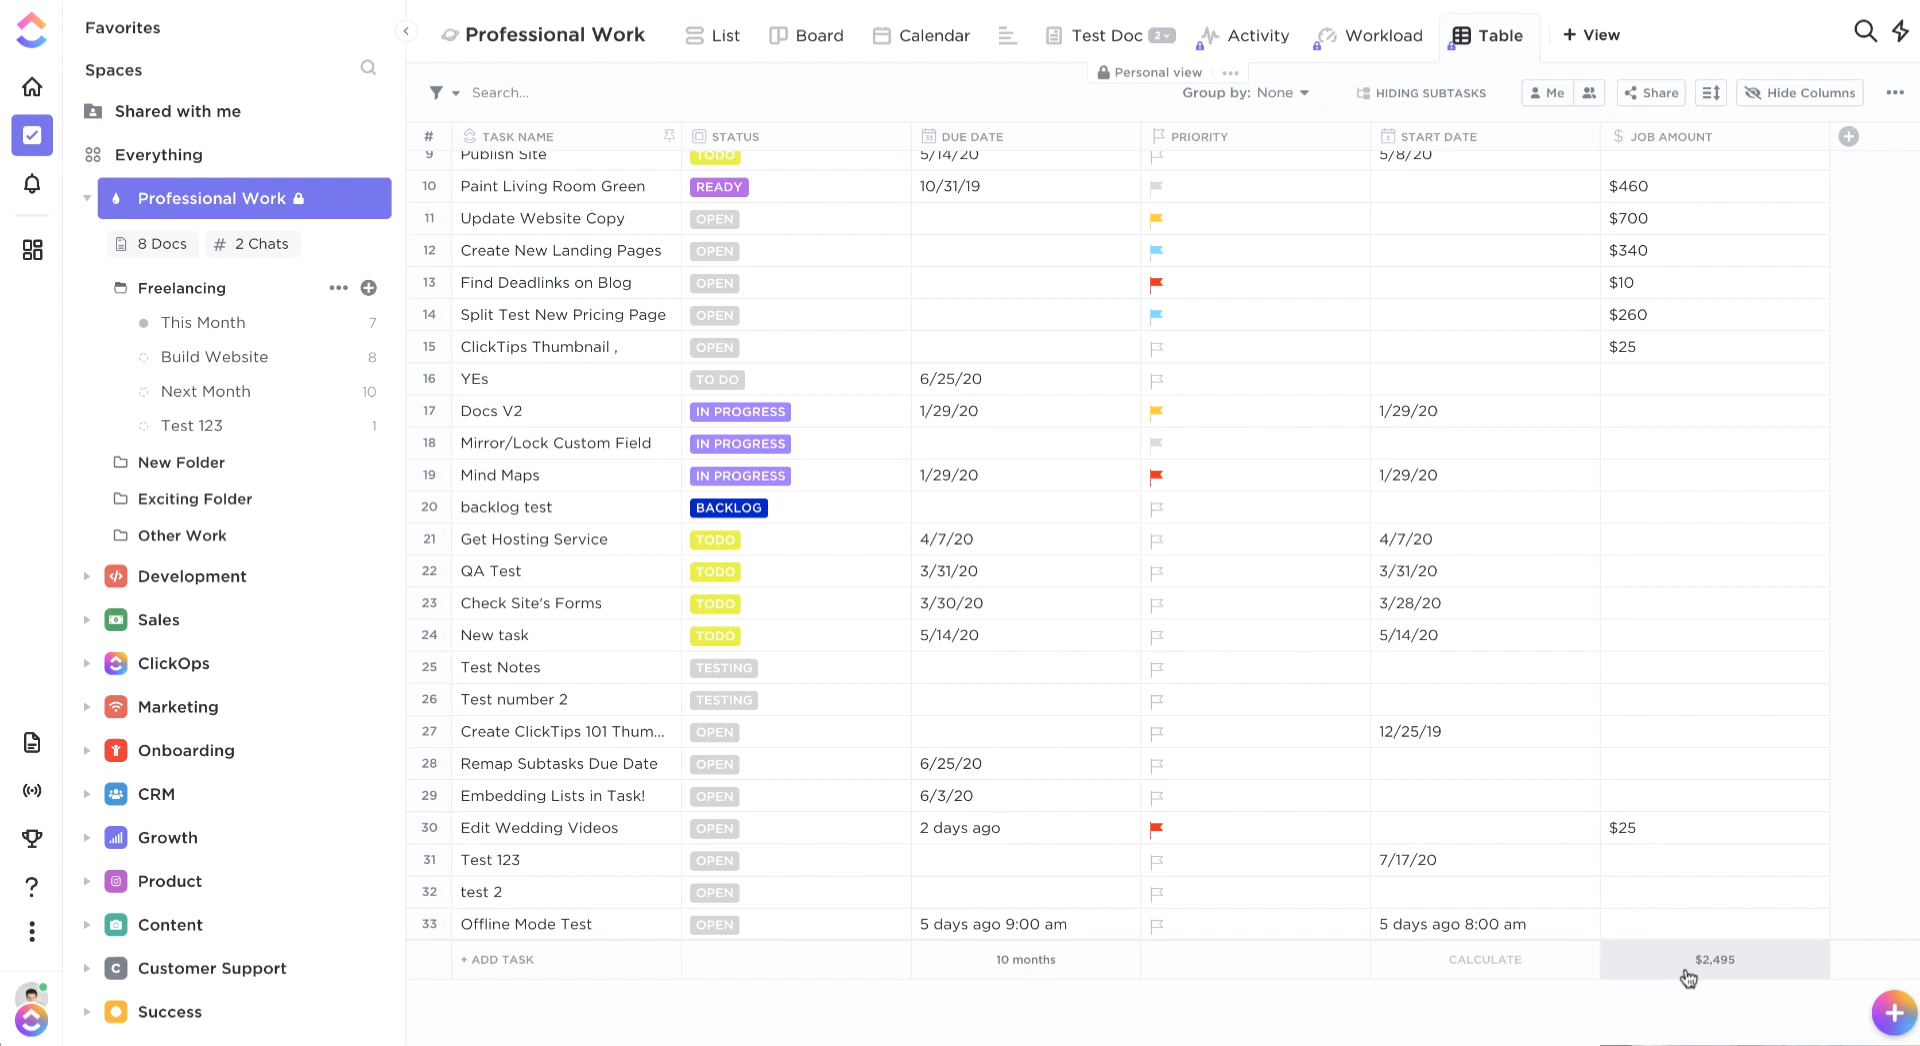 Favorites
Spaces
Shared with me
Everything
Professional Work
8 Docs # 2 Chats
Freelancing
This Month 7
Build Website 8
Next Month 10
Test 123 1
New Folder
Exciting Folder
Other Work
Development
Sales
ClickOps
Marketing
Onboarding
CRM
Growth
Product
Content
C Customer Support
Success
Professional Work List Board Calendar Test Doc 2 Activity Workload Table + View
Personal view
Search... Group by: None HIDING SUBTASKS Me Share Hide Columns
# TASK NAME STATUS DUE DATE PRIORITY START DATE $ JOB AMOUNT
9 Publish Site TODO 5/14/20 5/8/20
10 Paint Living Room Green READY 10/31/19 $460
11 Update Website Copy OPEN $700
12 Create New Landing Pages OPEN $340
13 Find Deadlinks on Blog OPEN $10
14 Split Test New Pricing Page OPEN $260
15 ClickTips Thumbnail , OPEN $25
16 YEs TO DO 6/25/20
17 Docs V2 IN PROGRESS 1/29/20 1/29/20
18 Mirror/Lock Custom Field IN PROGRESS
19 Mind Maps IN PROGRESS 1/29/20 1/29/20
20 backlog test BACKLOG
21 Get Hosting Service TODO 4/7/20 4/7/20
22 QA Test TODO 3/31/20 3/31/20
23 Check Site's Forms TODO 3/30/20 3/28/20
24 New task TODO 5/14/20 5/14/20
25 Test Notes TESTING
26 Test number 2 TESTING
27 Create ClickTips 101 Thum... OPEN 12/25/19
28 Remap Subtasks Due Date OPEN 6/25/20
29 Embedding Lists in Task! OPEN 6/3/20
30 Edit Wedding Videos OPEN 2 days ago $25
31 Test 123 OPEN 7/17/20
32 test 2 OPEN
33 Offline Mode Test OPEN 5 days ago 9:00 am 5 days ago 8:00 am
+ ADD TASK 10 months CALCULATE $2,495